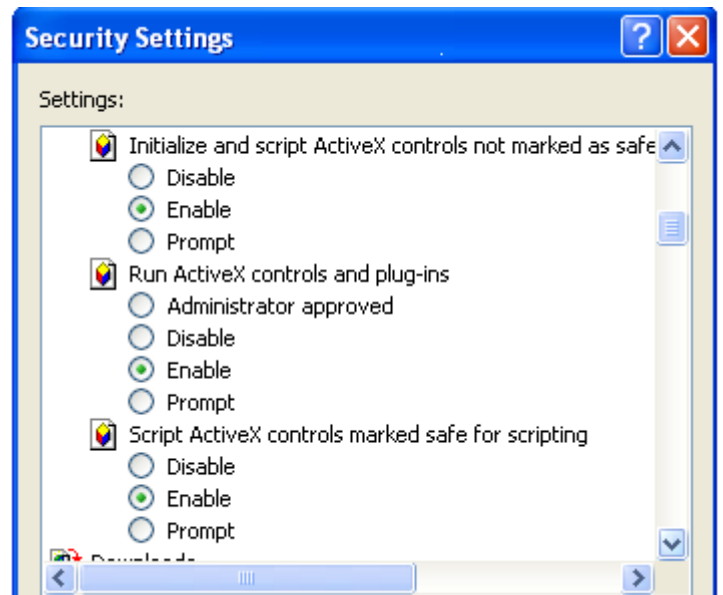 Security Settings
Settings:
Initialize and script ActiveX controls not marked as safe
Disable
Enable
Prompt
Run ActiveX controls and plug-ins
Administrator approved
Disable
Enable
Prompt
Script ActiveX controls marked safe for scripting
Disable
Enable
Prompt
Downloads